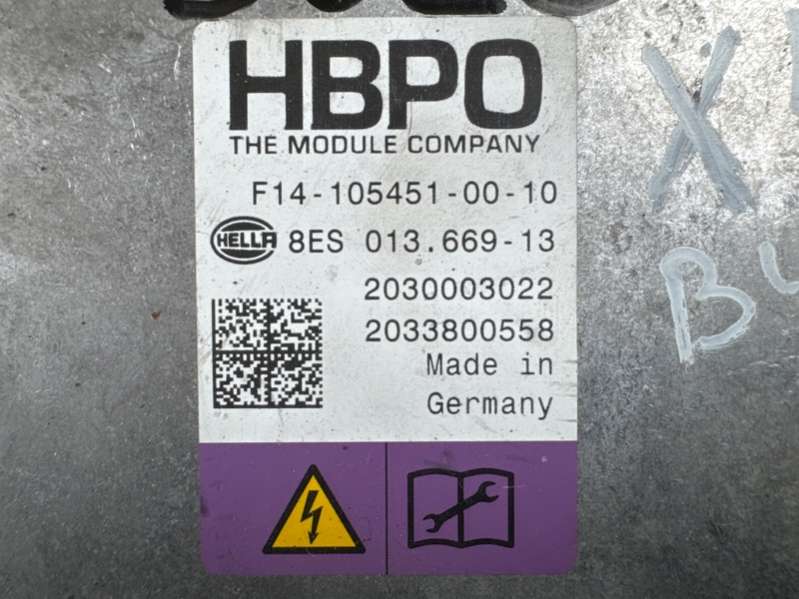 HBPO
THE MODULE COMPANY
F14-105451-00-10
HELLA 8ES 013.669-13
2030003022
2033800558
Made in
Germany
X